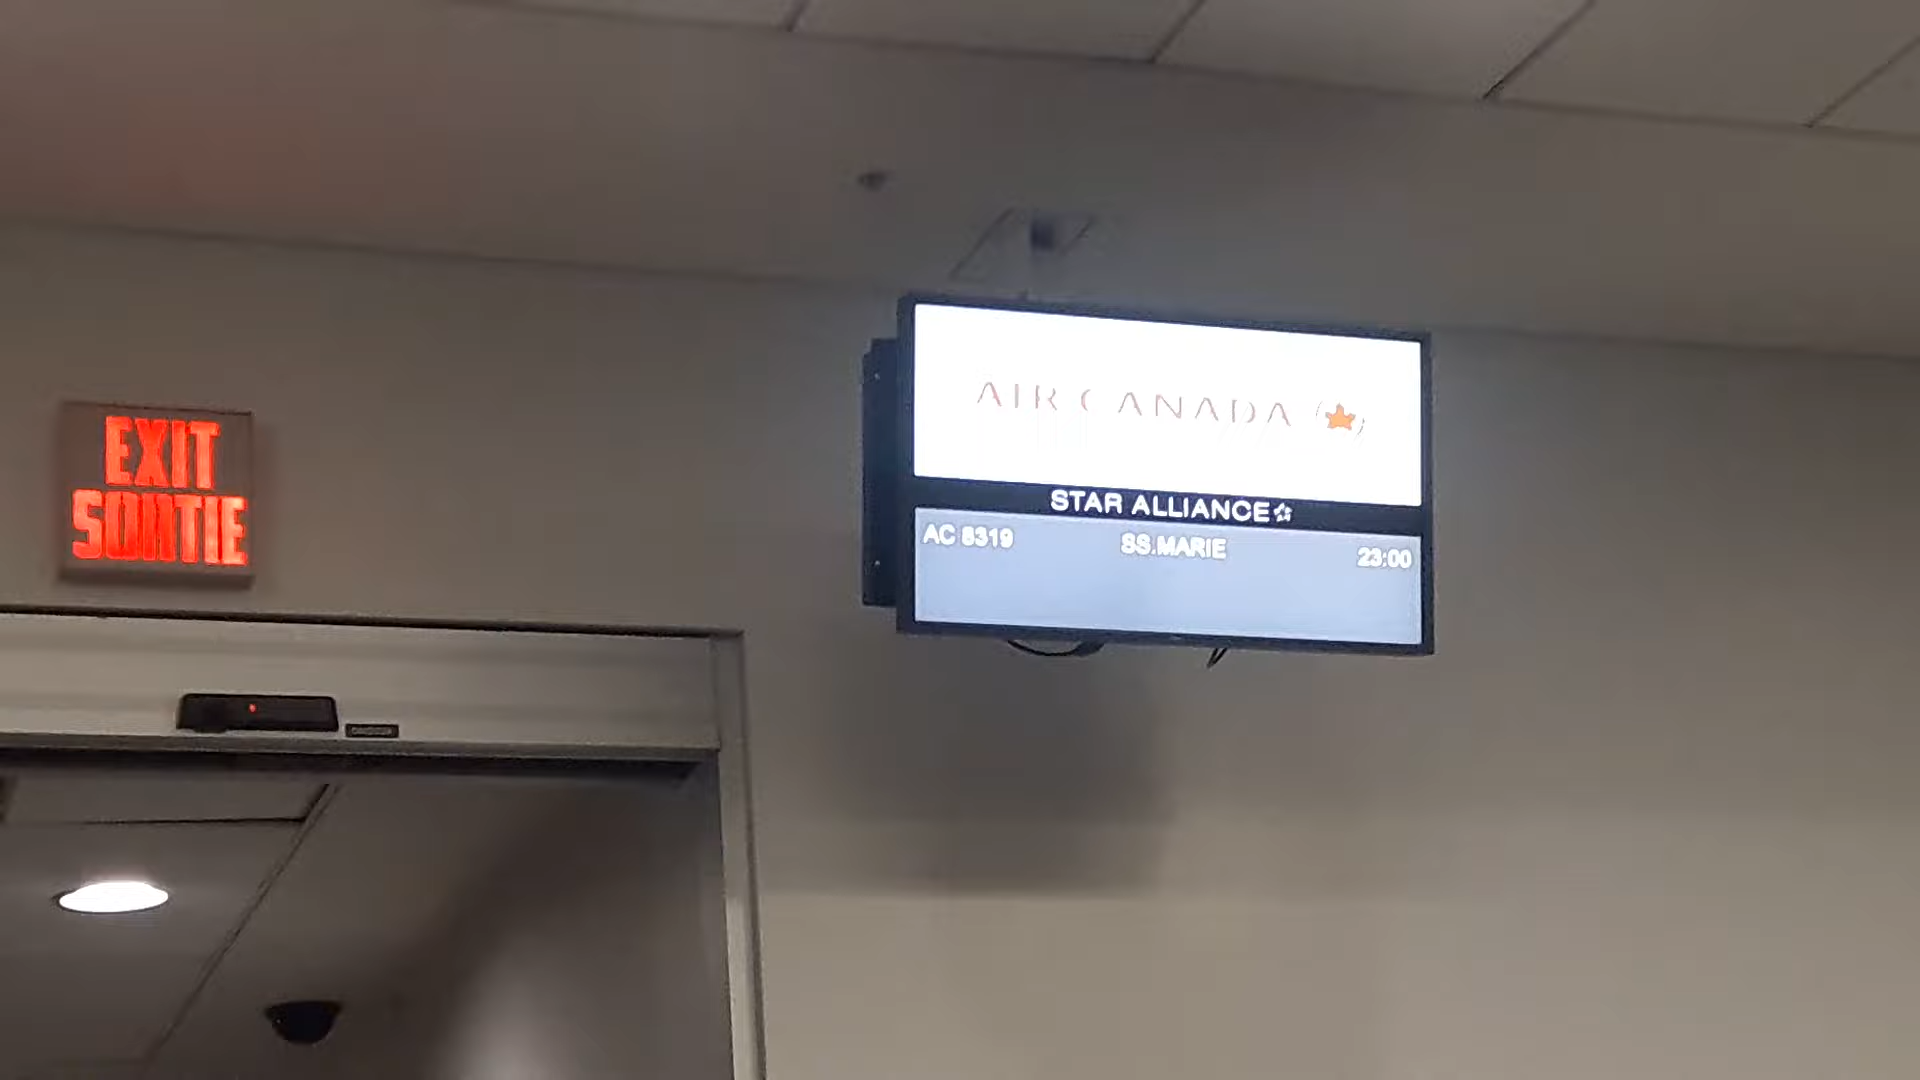 EXIT
SORTIE
AIR CANADA
STAR ALLIANCE
AC 8319 SS.MARIE 23:00